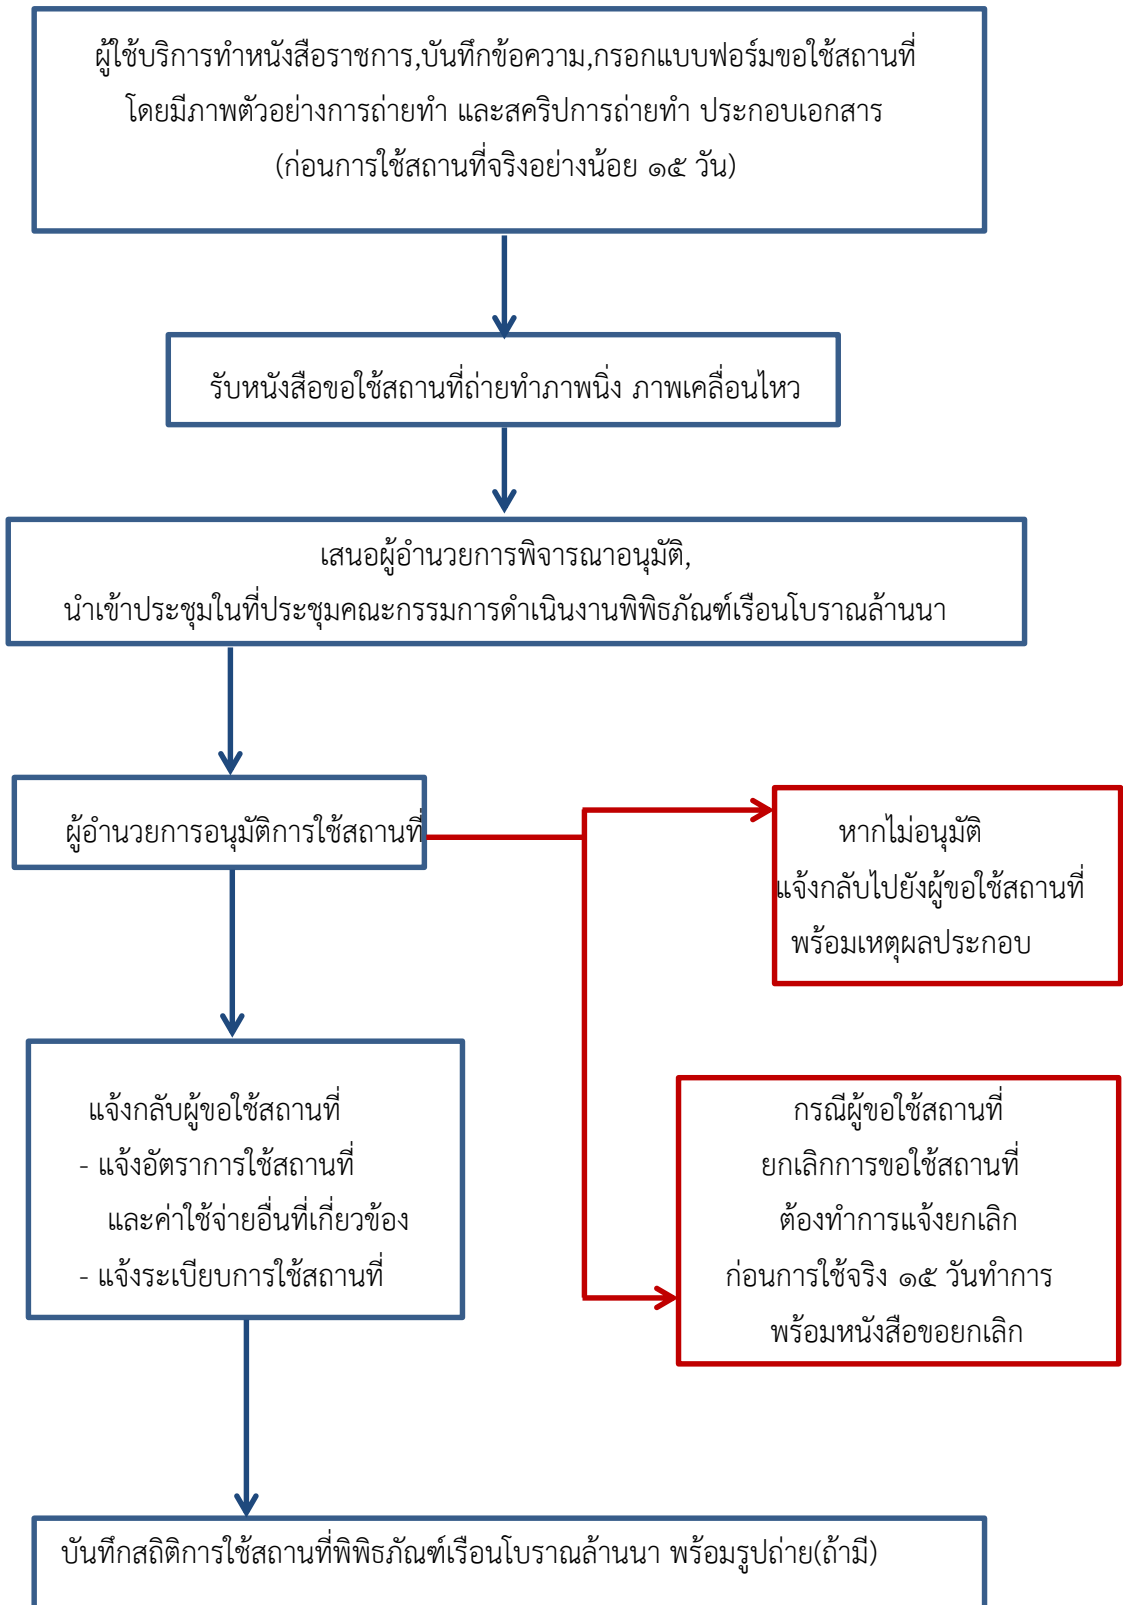 ผู้ใช้บริการทำหนังสือราชการ,บันทึกข้อความ,กรอกแบบฟอร์มขอใช้สถานที่
โดยมีภาพตัวอย่างการถ่ายทำ และสคริปการถ่ายทำ ประกอบเอกสาร
(ก่อนการใช้สถานที่จริงอย่างน้อย ๑๕ วัน)
รับหนังสือขอใช้สถานที่ถ่ายทำภาพนิ่ง ภาพเคลื่อนไหว
เสนอผู้อำนวยการพิจารณาอนุมัติ,
นำเข้าประชุมในที่ประชุมคณะกรรมการดำเนินงานพิพิธภัณฑ์เรือนโบราณล้านนา
ผู้อำนวยการอนุมัติการใช้สถานที่
หากไม่อนุมัติ
แจ้งกลับไปยังผู้ขอใช้สถานที่
พร้อมเหตุผลประกอบ
แจ้งกลับผู้ขอใช้สถานที่
- แจ้งอัตราการใช้สถานที่
และค่าใช้จ่ายอื่นที่เกี่ยวข้อง
- แจ้งระเบียบการใช้สถานที่
กรณีผู้ขอใช้สถานที่
ยกเลิกการขอใช้สถานที่
ต้องทำการแจ้งยกเลิก
ก่อนการใช้จริง ๑๕ วันทำการ
พร้อมหนังสือขอยกเลิก
บันทึกสถิติการใช้สถานที่พิพิธภัณฑ์เรือนโบราณล้านนา พร้อมรูปถ่าย(ถ้ามี)